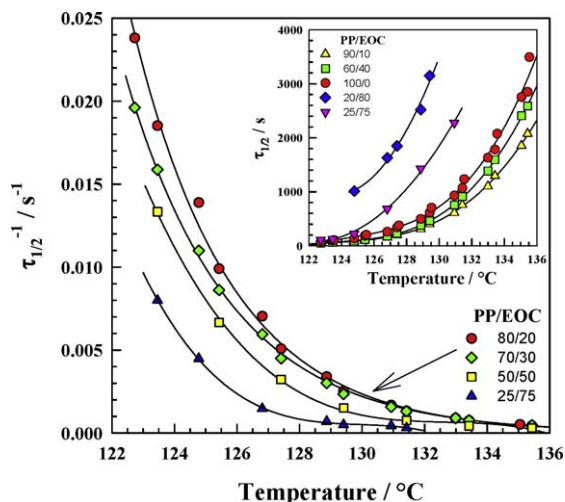 0.025
0.020
0.015
0.010
0.005
0.000
τ1/2^-1 / s^-1
122 124 126 128 130 132 134 136
Temperature / °C
4000
3000
2000
1000
0
τ1/2 / s
122 124 126 128 130 132 134 136
Temperature / °C
PP/EOC
90/10
60/40
100/0
20/80
25/75
PP/EOC
80/20
70/30
50/50
25/75